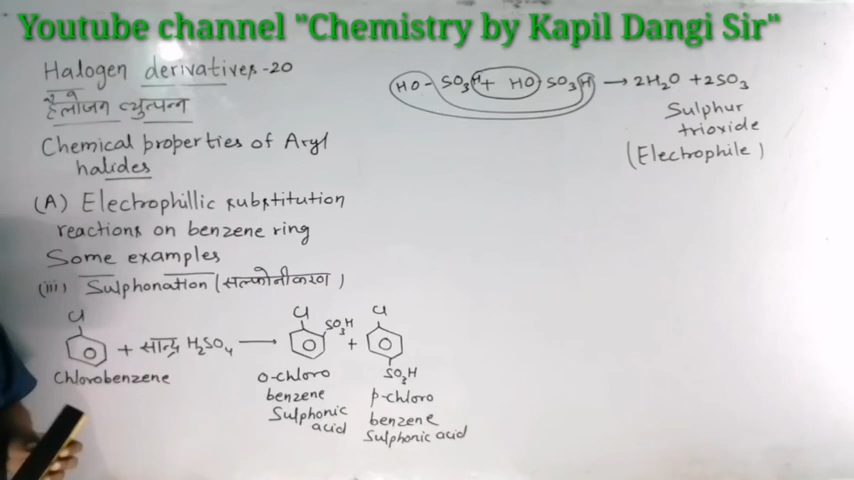 Youtube channel "Chemistry by Kapil Dangi Sir"
Halogen derivatives-20
हैलोजन व्युत्पन्न
Chemical properties of Aryl
halides
(A) Electrophillic substitution
reactions on benzene ring
Some examples
(iii) Sulphonation (सल्फोनीकरण)
Cl
+ सान्द्र H₂SO₄ ⟶
Cl
SO₃H
+
Cl
SO₃H
Chlorobenzene
o-chloro
benzene
Sulphonic
acid
p-chloro
benzene
Sulphonic acid
HO-SO₃H + HO SO₃H → 2H₂O + 2SO₃
Sulphur
trioxide
(Electrophile)